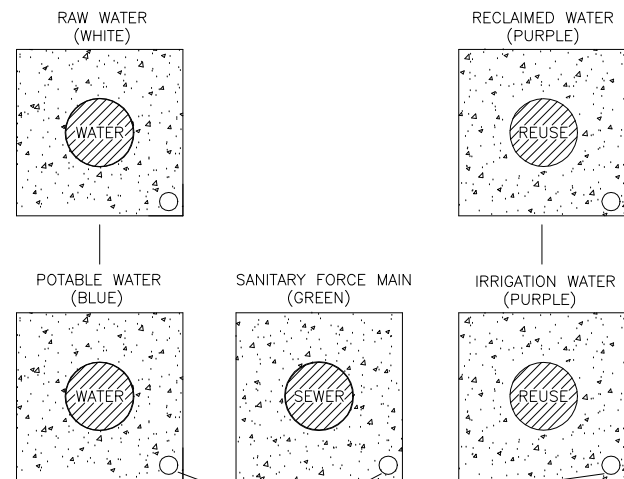 RAW WATER
(WHITE)
WATER
RECLAIMED WATER
(PURPLE)
REUSE
POTABLE WATER
(BLUE)
WATER
SANITARY FORCE MAIN
(GREEN)
SEWER
IRRIGATION WATER
(PURPLE)
REUSE